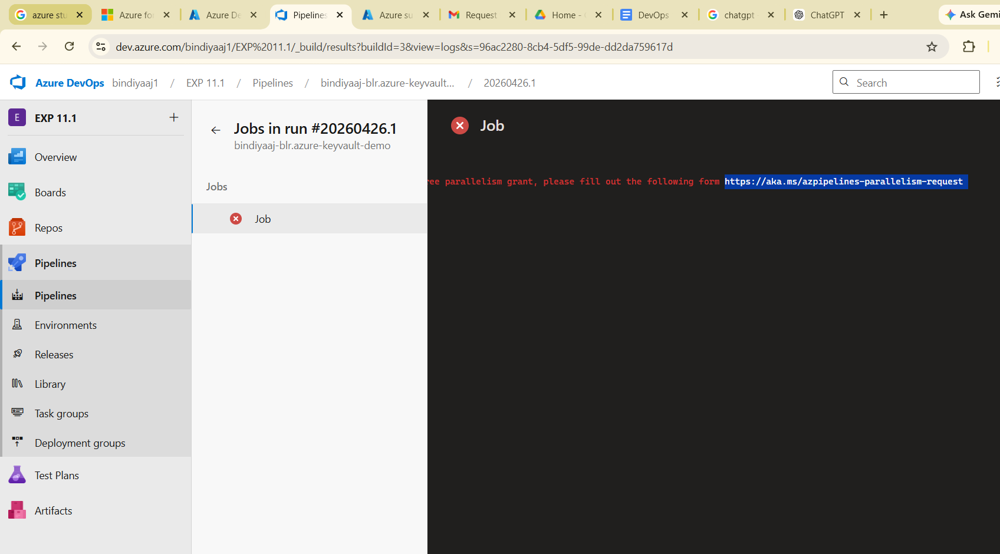 azure stu
Azure for
Azure De
Pipelines
Azure su
Request
Home -
DevOps
chatgpt
ChatGPT
Ask Gemi
dev.azure.com/bindiyaaj1/EXP%2011.1/_build/results?buildId=3&view=logs&s=96ac2280-8cb4-5df5-99de-dd2da759617d
Azure DevOps bindiyaaj1 / EXP 11.1 / Pipelines / bindiyaaj-blr.azure-keyvault... / 20260426.1
Search
E EXP 11.1
Overview
Boards
Repos
Pipelines
Pipelines
Environments
Releases
Library
Task groups
Deployment groups
Test Plans
Artifacts
Jobs in run #20260426.1
bindiyaaj-blr.azure-keyvault-demo
Jobs
Job
Job
ree parallelism grant, please fill out the following form https://aka.ms/azpipelines-parallelism-request